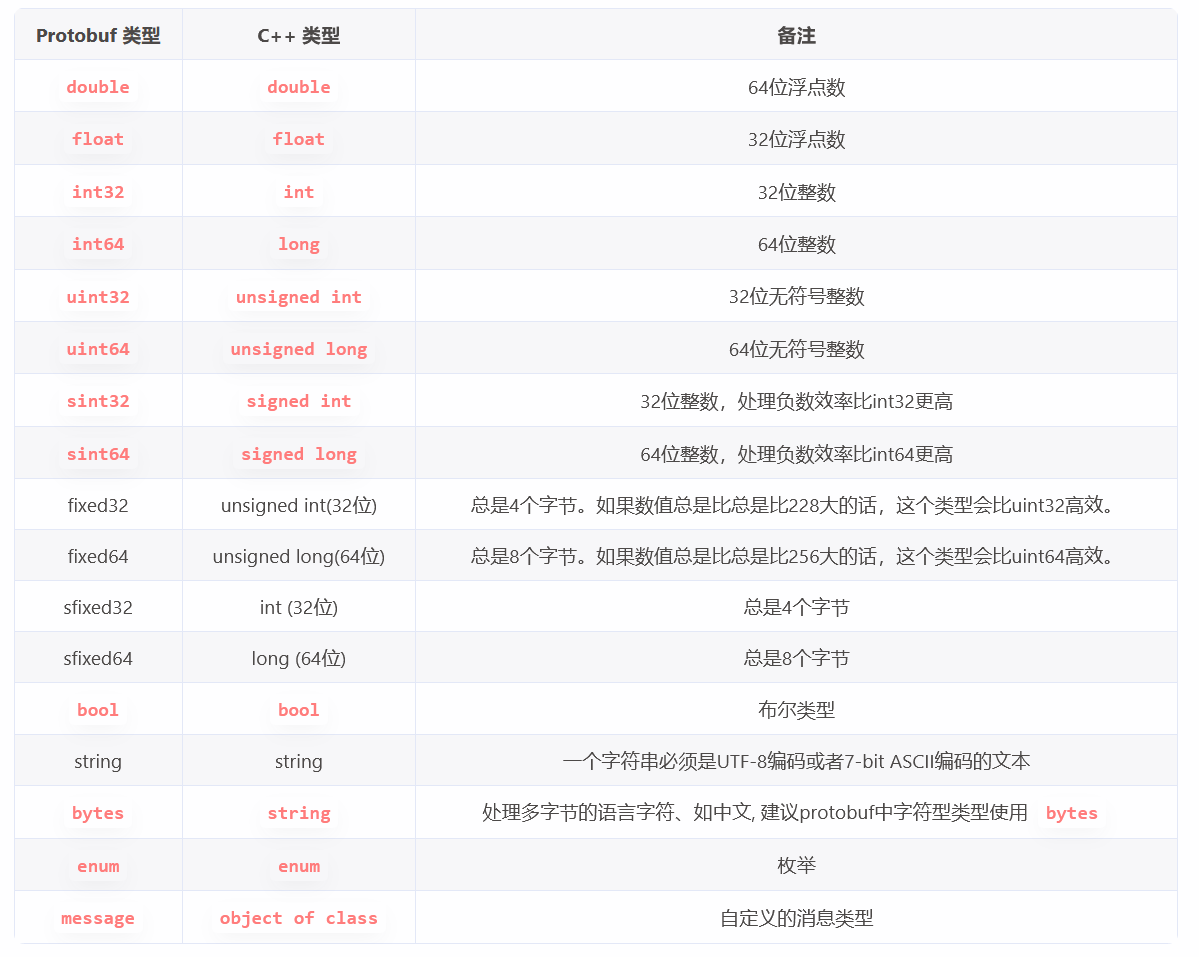 Protobuf 类型 C++ 类型 备注
double double 64位浮点数
float float 32位浮点数
int32 int 32位整数
int64 long 64位整数
uint32 unsigned int 32位无符号整数
uint64 unsigned long 64位无符号整数
sint32 signed int 32位整数，处理负数效率比int32更高
sint64 signed long 64位整数，处理负数效率比int64更高
fixed32 unsigned int(32位) 总是4个字节。如果数值总是比总是比228大的话，这个类型会比uint32高效。
fixed64 unsigned long(64位) 总是8个字节。如果数值总是比总是比256大的话，这个类型会比uint64高效。
sfixed32 int (32位) 总是4个字节
sfixed64 long (64位) 总是8个字节
bool bool 布尔类型
string string 一个字符串必须是UTF-8编码或者7-bit ASCII编码的文本
bytes string 处理多字节的语言字符、如中文, 建议protobuf中字符型类型使用 bytes
enum enum 枚举
message object of class 自定义的消息类型